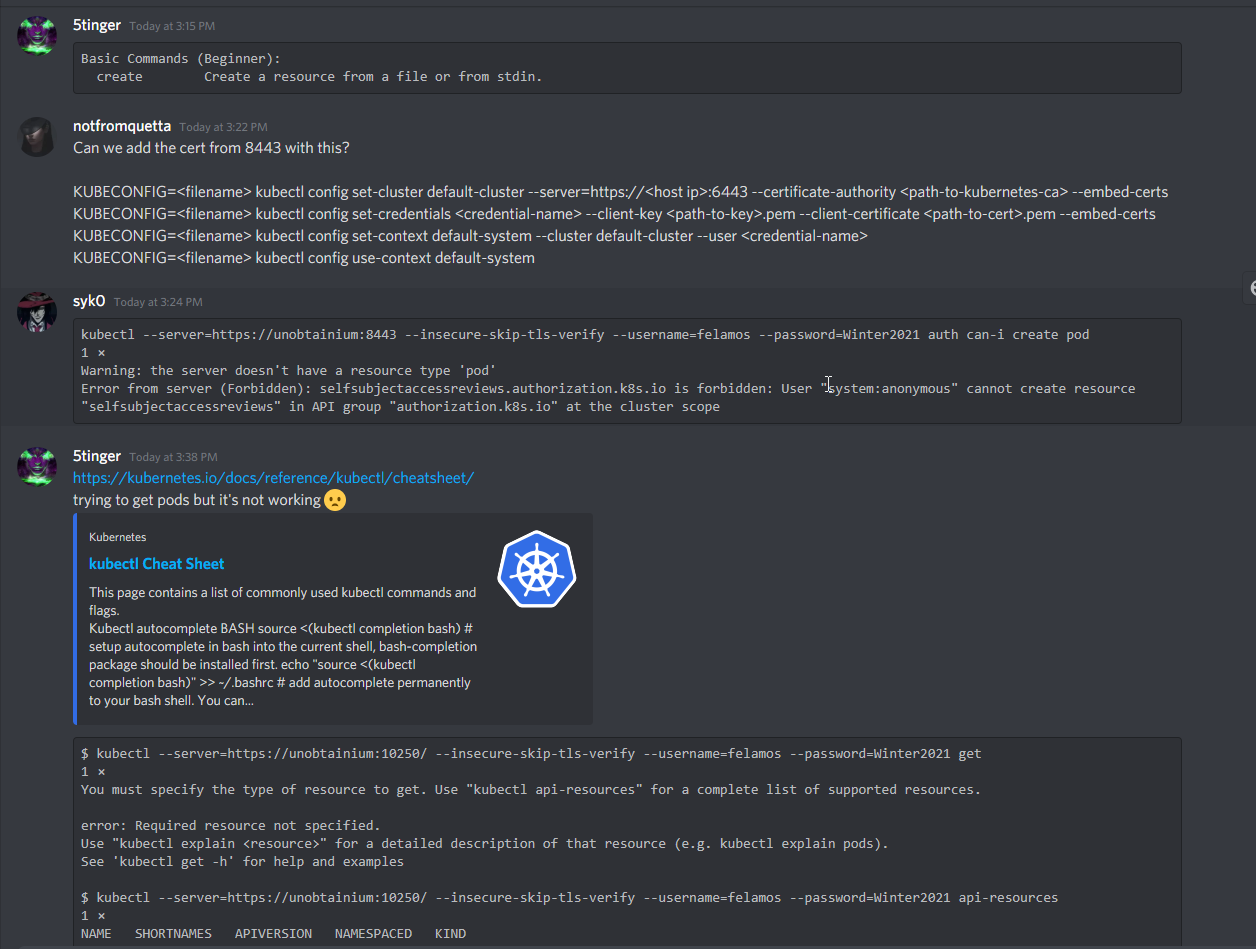 5tinger Today at 3:15 PM
Basic Commands (Beginner):
  create        Create a resource from a file or from stdin.
notfromquetta Today at 3:22 PM
Can we add the cert from 8443 with this?
KUBECONFIG=<filename> kubectl config set-cluster default-cluster --server=https://<host ip>:6443 --certificate-authority <path-to-kubernetes-ca> --embed-certs
KUBECONFIG=<filename> kubectl config set-credentials <credential-name> --client-key <path-to-key>.pem --client-certificate <path-to-cert>.pem --embed-certs
KUBECONFIG=<filename> kubectl config set-context default-system --cluster default-cluster --user <credential-name>
KUBECONFIG=<filename> kubectl config use-context default-system
syk0 Today at 3:24 PM
kubectl --server=https://unobtainium:8443 --insecure-skip-tls-verify --username=felamos --password=Winter2021 auth can-i create pod
1 ×
Warning: the server doesn't have a resource type 'pod'
Error from server (Forbidden): selfsubjectaccessreviews.authorization.k8s.io is forbidden: User "system:anonymous" cannot create resource
"selfsubjectaccessreviews" in API group "authorization.k8s.io" at the cluster scope
5tinger Today at 3:38 PM
https://kubernetes.io/docs/reference/kubectl/cheatsheet/
trying to get pods but it's not working
Kubernetes
kubectl Cheat Sheet
This page contains a list of commonly used kubectl commands and
flags.
Kubectl autocomplete BASH source <(kubectl completion bash) #
setup autocomplete in bash into the current shell, bash-completion
package should be installed first. echo "source <(kubectl
completion bash)" >> ~/.bashrc # add autocomplete permanently
to your bash shell. You can...
$ kubectl --server=https://unobtainium:10250/ --insecure-skip-tls-verify --username=felamos --password=Winter2021 get
1 ×
You must specify the type of resource to get. Use "kubectl api-resources" for a complete list of supported resources.
error: Required resource not specified.
Use "kubectl explain <resource>" for a detailed description of that resource (e.g. kubectl explain pods).
See 'kubectl get -h' for help and examples
$ kubectl --server=https://unobtainium:10250/ --insecure-skip-tls-verify --username=felamos --password=Winter2021 api-resources
1 ×
NAME   SHORTNAMES   APIVERSION   NAMESPACED   KIND